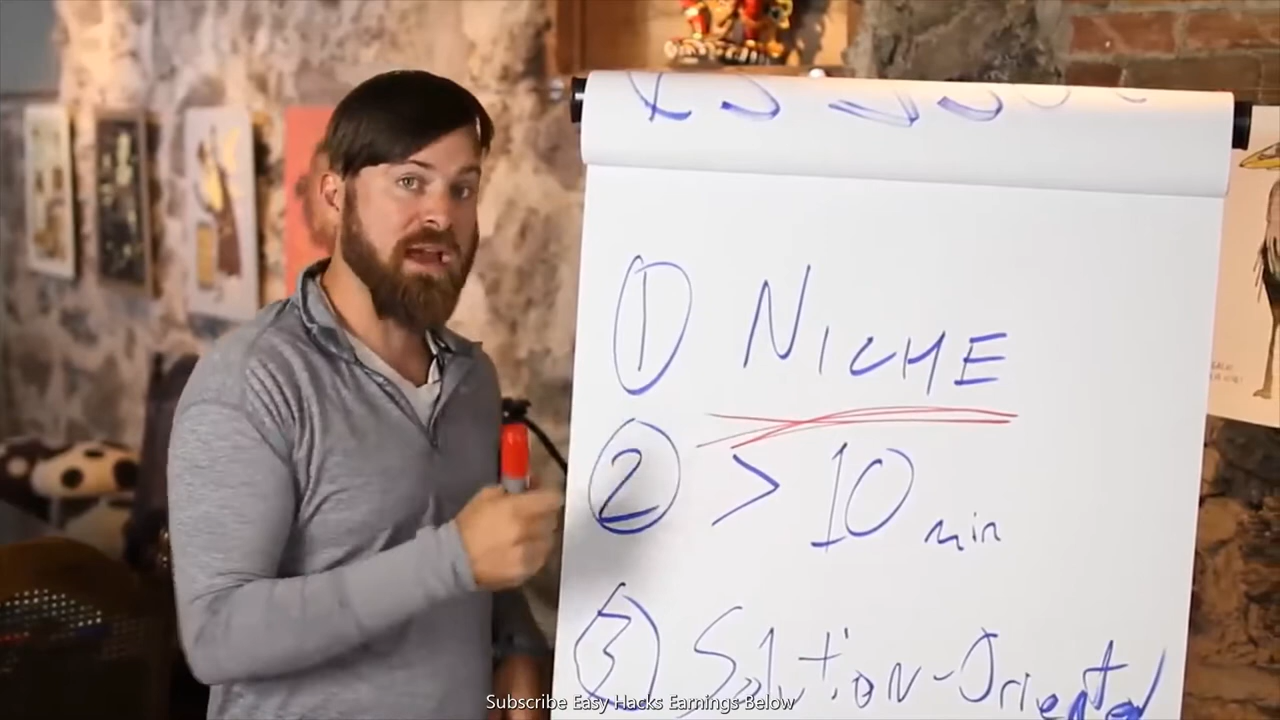 ① NICHE
② > 10 min
③ Solution-Oriented
Subscribe Easy Hacks Earnings Below